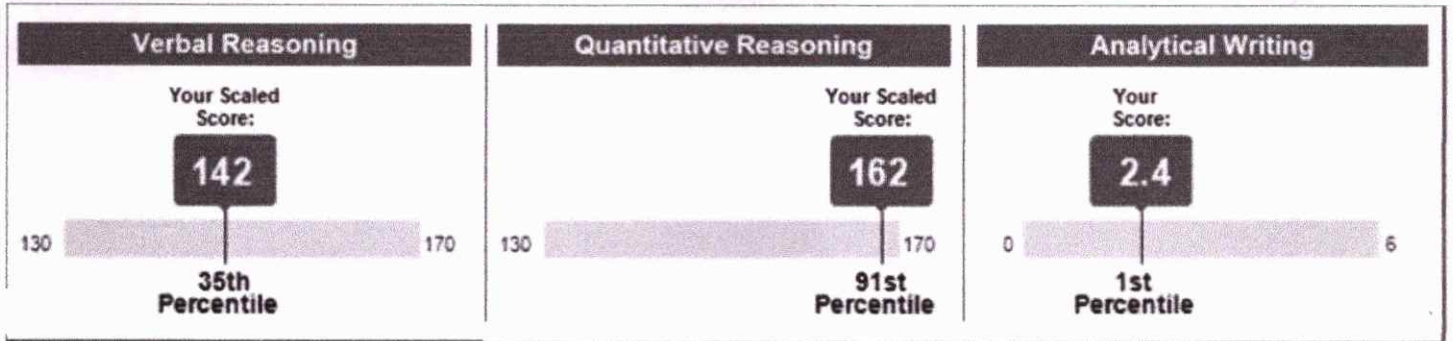 Verbal Reasoning
Your Scaled
Score:
142
130
170
35th
Percentile
Quantitative Reasoning
Your Scaled
Score:
162
130
170
91st
Percentile
Analytical Writing
Your
Score:
2.4
0
6
1st
Percentile